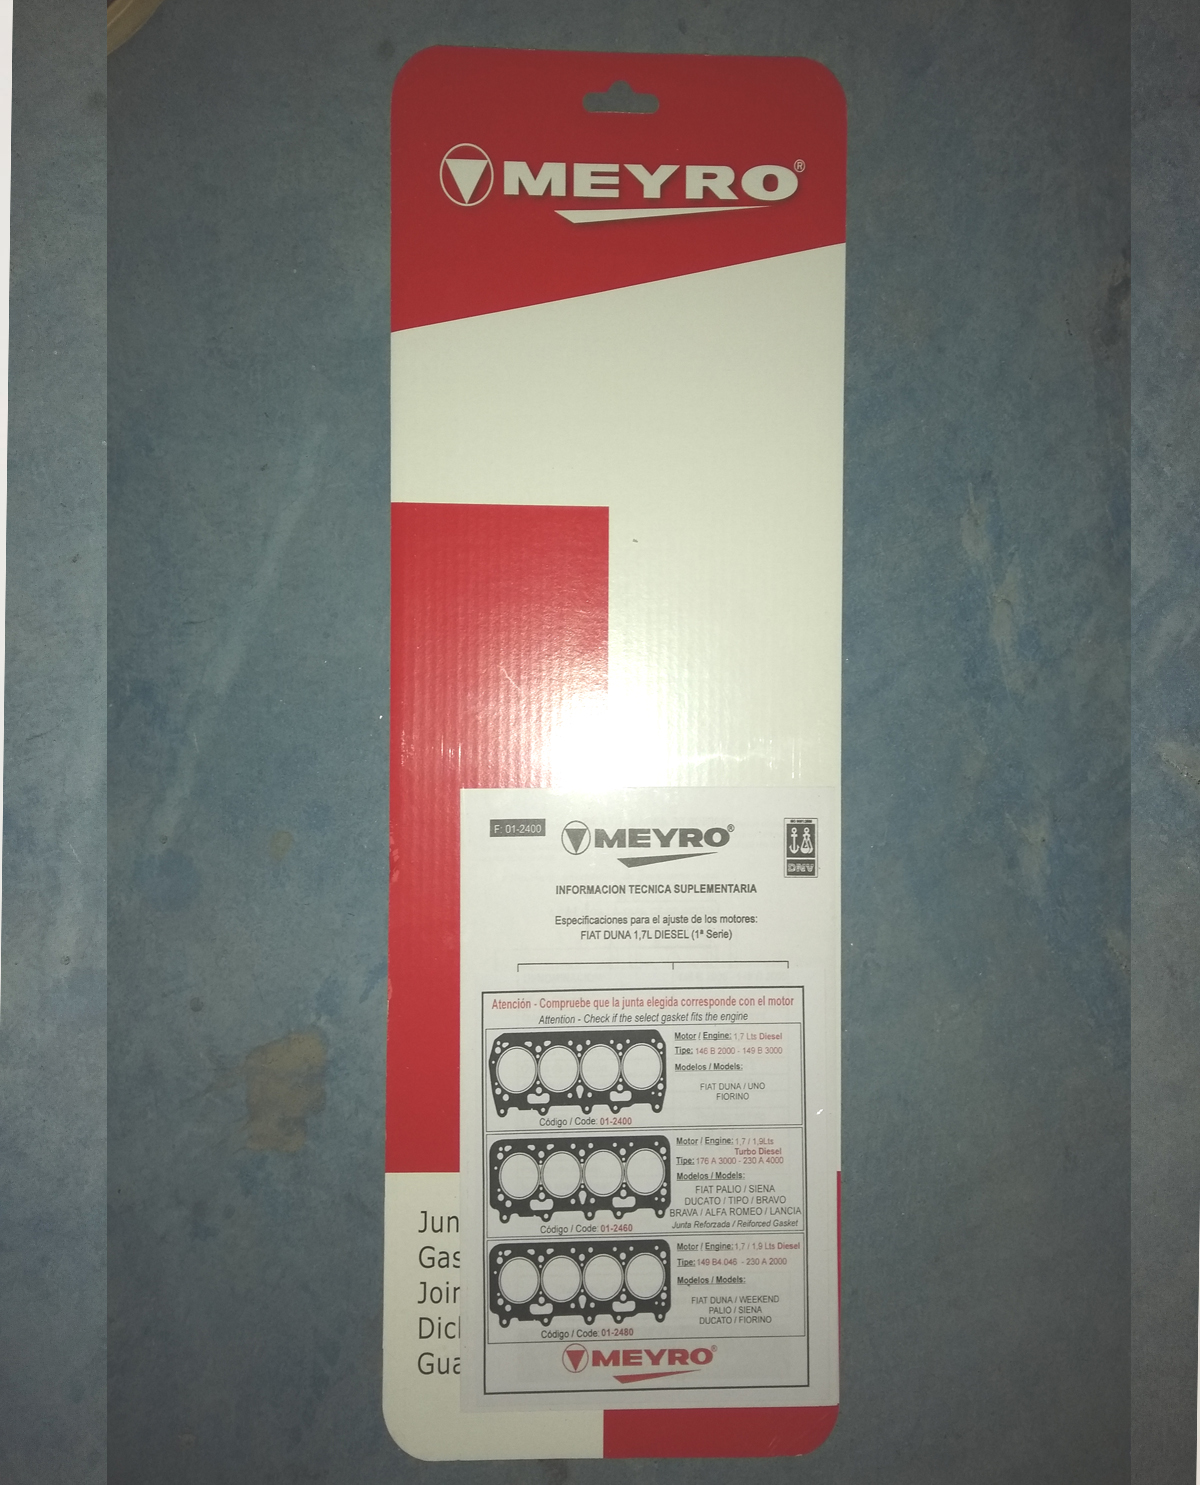 MEYRO®
F: 01-2400
MEYRO®
DNV
INFORMACION TECNICA SUPLEMENTARIA
Especificaciones para el ajuste de los motores:
FIAT DUNA 1,7L DIESEL (1ª Serie)
Atención - Compruebe que la junta elegida corresponde con el motor
Attention - Check if the select gasket fits the engine
Motor / Engine: 1,7 Lts Diesel
Tipe: 146 B 2000 - 149 B 3000
Modelos / Models:
FIAT DUNA / UNO
FIORINO
Código / Code: 01-2400
Motor / Engine: 1,7 / 1,9Lts
Turbo Diesel
Tipe: 176 A 3000 - 230 A 4000
Modelos / Models:
FIAT PALIO / SIENA
DUCATO / TIPO / BRAVO
BRAVA / ALFA ROMEO / LANCIA
Junta Reforzada / Reiforced Gasket
Código / Code: 01-2460
Motor / Engine: 1,7 / 1,9 Lts Diesel
Tipe: 149 B4 046 - 230 A 2000
Modelos / Models:
FIAT DUNA / WEEKEND
PALIO / SIENA
DUCATO / FIORINO
Código / Code: 01-2480
MEYRO®
Jun
Gas
Join
Dich
Gua